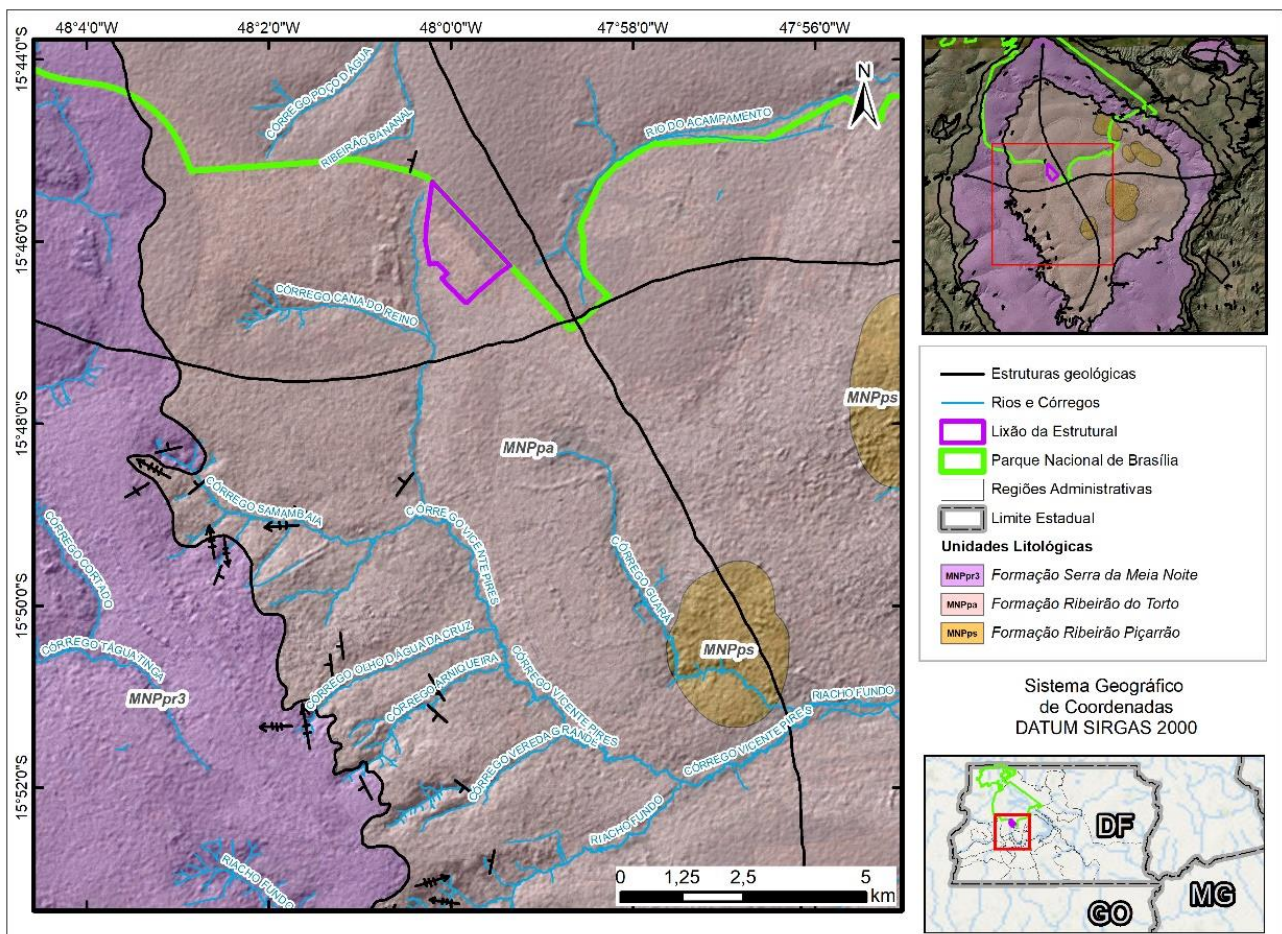 48°4'0"W
48°2'0"W
48°0'0"W
47°58'0"W
47°56'0"W
15°44'0"S
15°46'0"S
15°48'0"S
15°50'0"S
15°52'0"S
N
CÓRREGO POÇO D'ÁGUA
RIBEIRÃO BANANAL
RIO DO ACAMPAMENTO
CÓRREGO CANA DO REINO
MNPps
MNPpa
CÓRREGO SAMAMBAIA
CÓRREGO VICENTE PIRES
CÓRREGO CORTADO
CÓRREGO GUARÁ
CÓRREGO TAGUATINGA
MNPpr3
CÓRREGO OLHO D'ÁGUA DA CRUZ
CÓRREGO ARNIQUEIRA
CÓRREGO VICENTE PIRES
MNPps
RIACHO FUNDO
CÓRREGO VEREDA GRANDE
CÓRREGO VICENTE PIRES
RIACHO FUNDO
RIACHO FUNDO
0 1,25 2,5 5
km
Estruturas geológicas
Rios e Córregos
Lixão da Estrutural
Parque Nacional de Brasília
Regiões Administrativas
Limite Estadual
Unidades Litológicas
MNPpr3 Formação Serra da Meia Noite
MNPpa Formação Ribeirão do Torto
MNPps Formação Ribeirão Piçarrão
Sistema Geográfico
de Coordenadas
DATUM SIRGAS 2000
DF
MG
GO